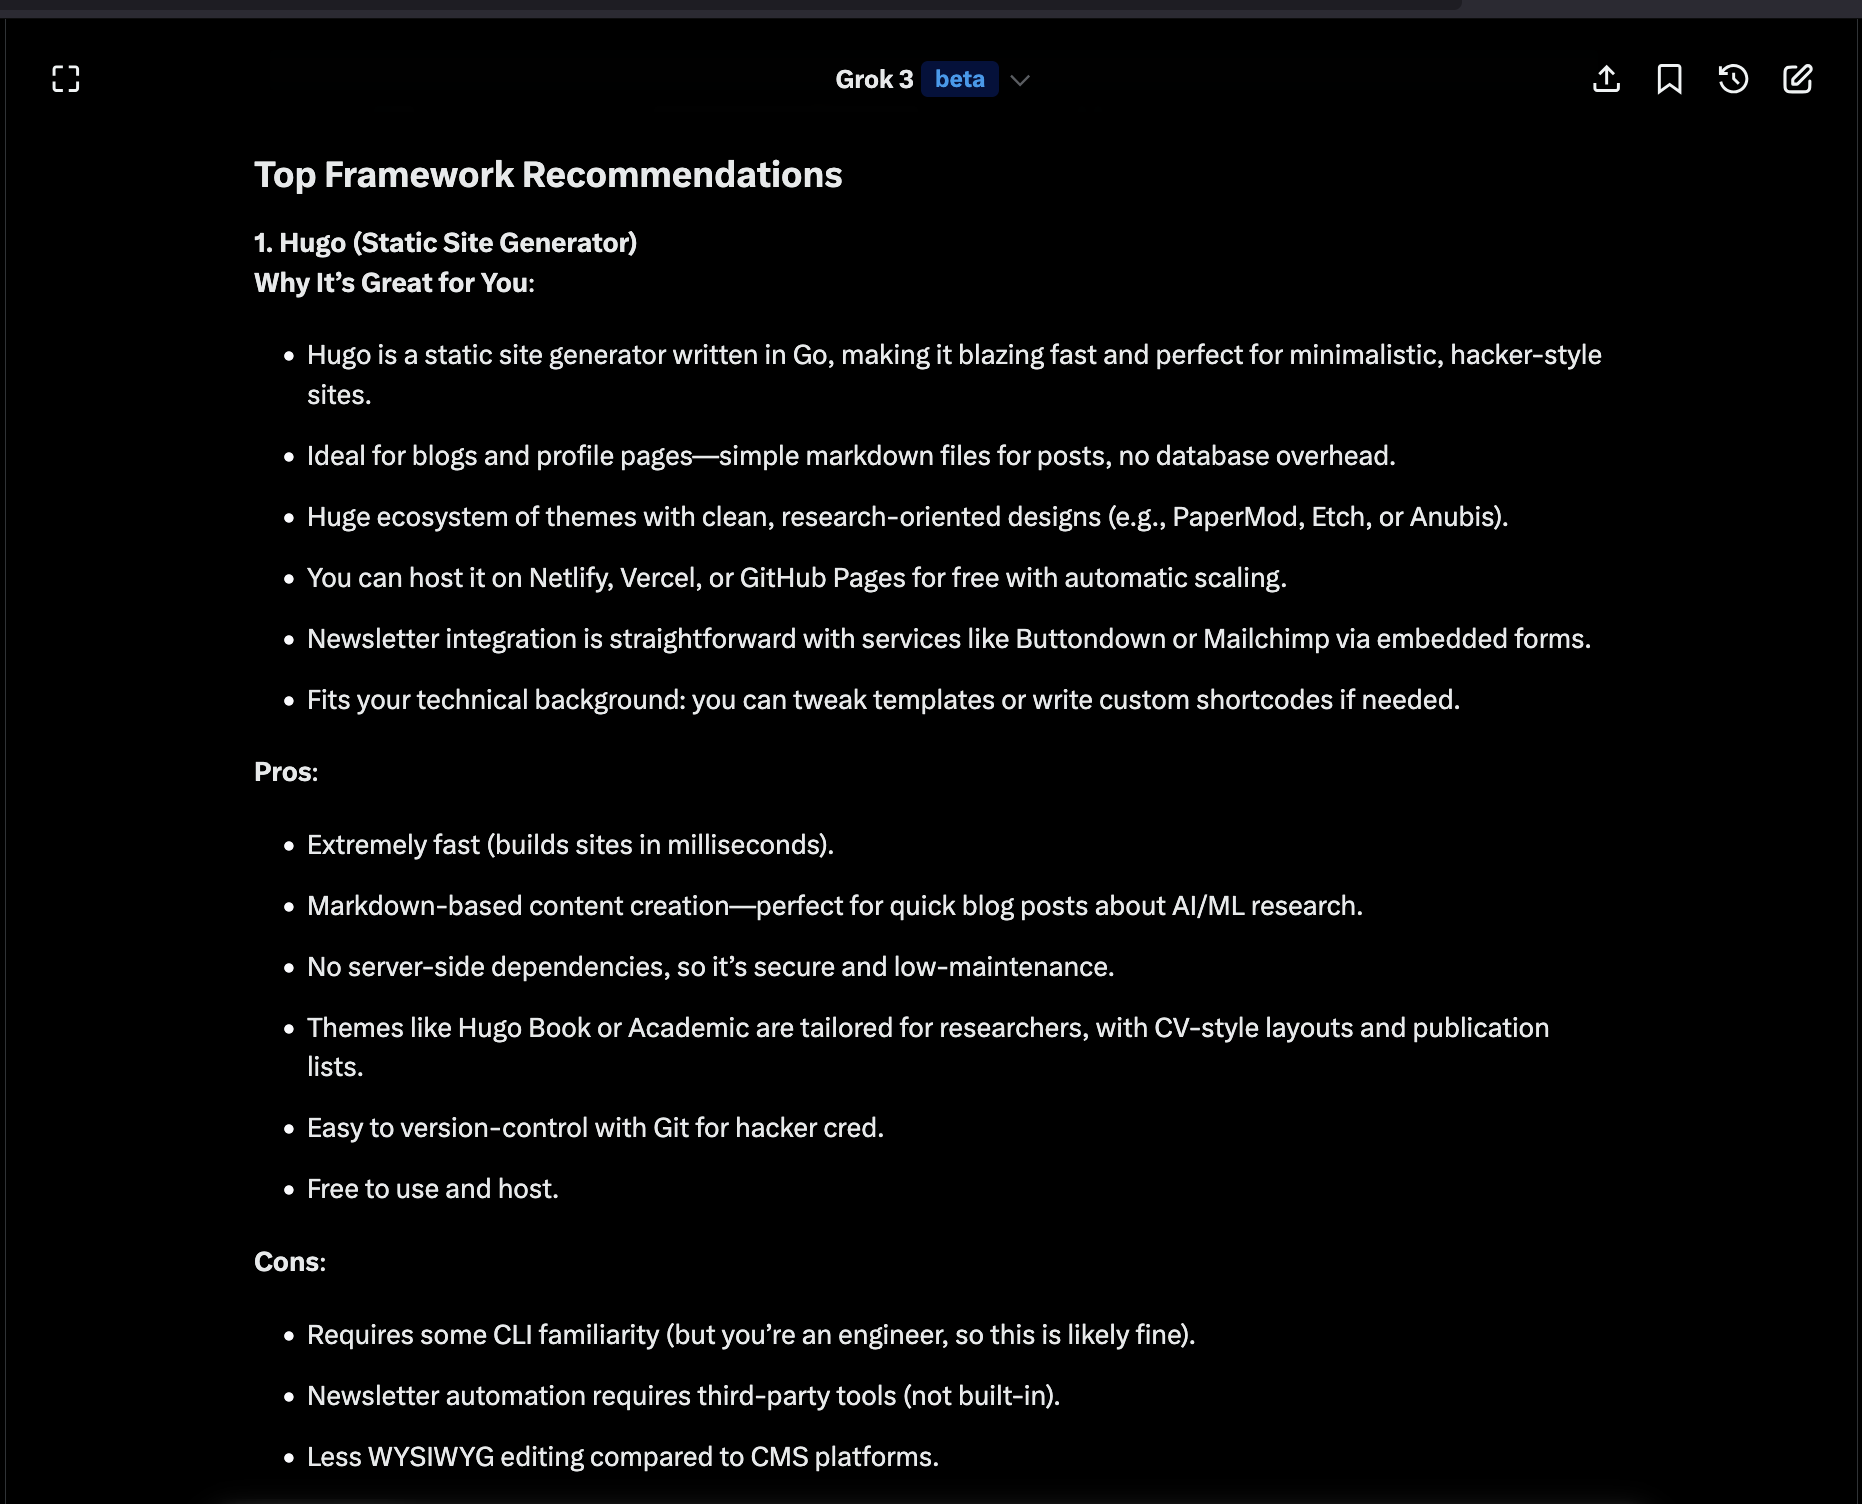 Grok 3 beta
Top Framework Recommendations
1. Hugo (Static Site Generator)
Why It’s Great for You:
• Hugo is a static site generator written in Go, making it blazing fast and perfect for minimalistic, hacker-style
sites.
• Ideal for blogs and profile pages—simple markdown files for posts, no database overhead.
• Huge ecosystem of themes with clean, research-oriented designs (e.g., PaperMod, Etch, or Anubis).
• You can host it on Netlify, Vercel, or GitHub Pages for free with automatic scaling.
• Newsletter integration is straightforward with services like Buttondown or Mailchimp via embedded forms.
• Fits your technical background: you can tweak templates or write custom shortcodes if needed.
Pros:
• Extremely fast (builds sites in milliseconds).
• Markdown-based content creation—perfect for quick blog posts about AI/ML research.
• No server-side dependencies, so it’s secure and low-maintenance.
• Themes like Hugo Book or Academic are tailored for researchers, with CV-style layouts and publication
lists.
• Easy to version-control with Git for hacker cred.
• Free to use and host.
Cons:
• Requires some CLI familiarity (but you’re an engineer, so this is likely fine).
• Newsletter automation requires third-party tools (not built-in).
• Less WYSIWYG editing compared to CMS platforms.